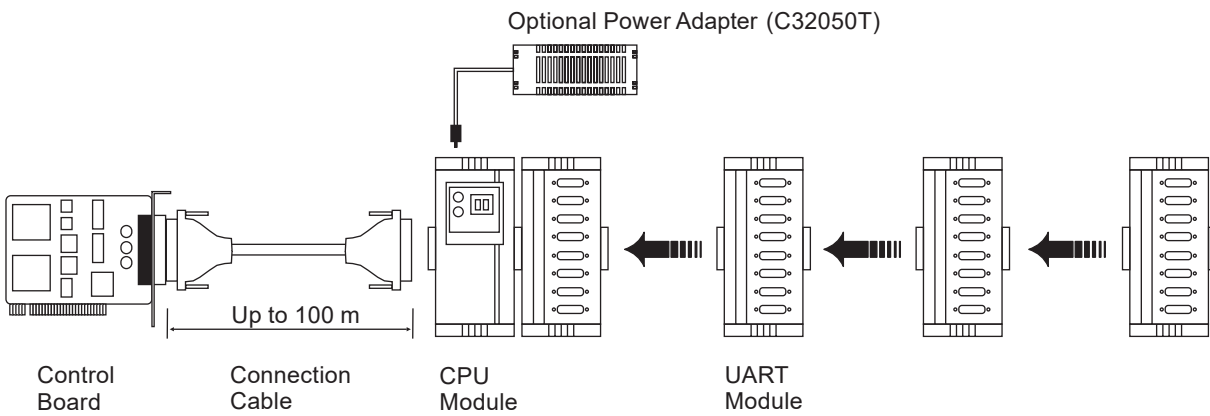 Optional Power Adapter (C32050T)
Up to 100 m
Control
Board
Connection
Cable
CPU
Module
UART
Module